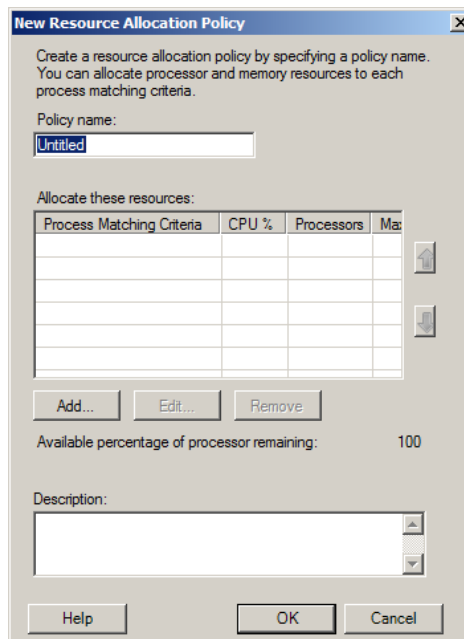 New Resource Allocation Policy
Create a resource allocation policy by specifying a policy name.
You can allocate processor and memory resources to each
process matching criteria.
Policy name:
Untitled
Allocate these resources:
Process Matching Criteria CPU % Processors Max
Add... Edit... Remove
Available percentage of processor remaining: 100
Description:
Help OK Cancel